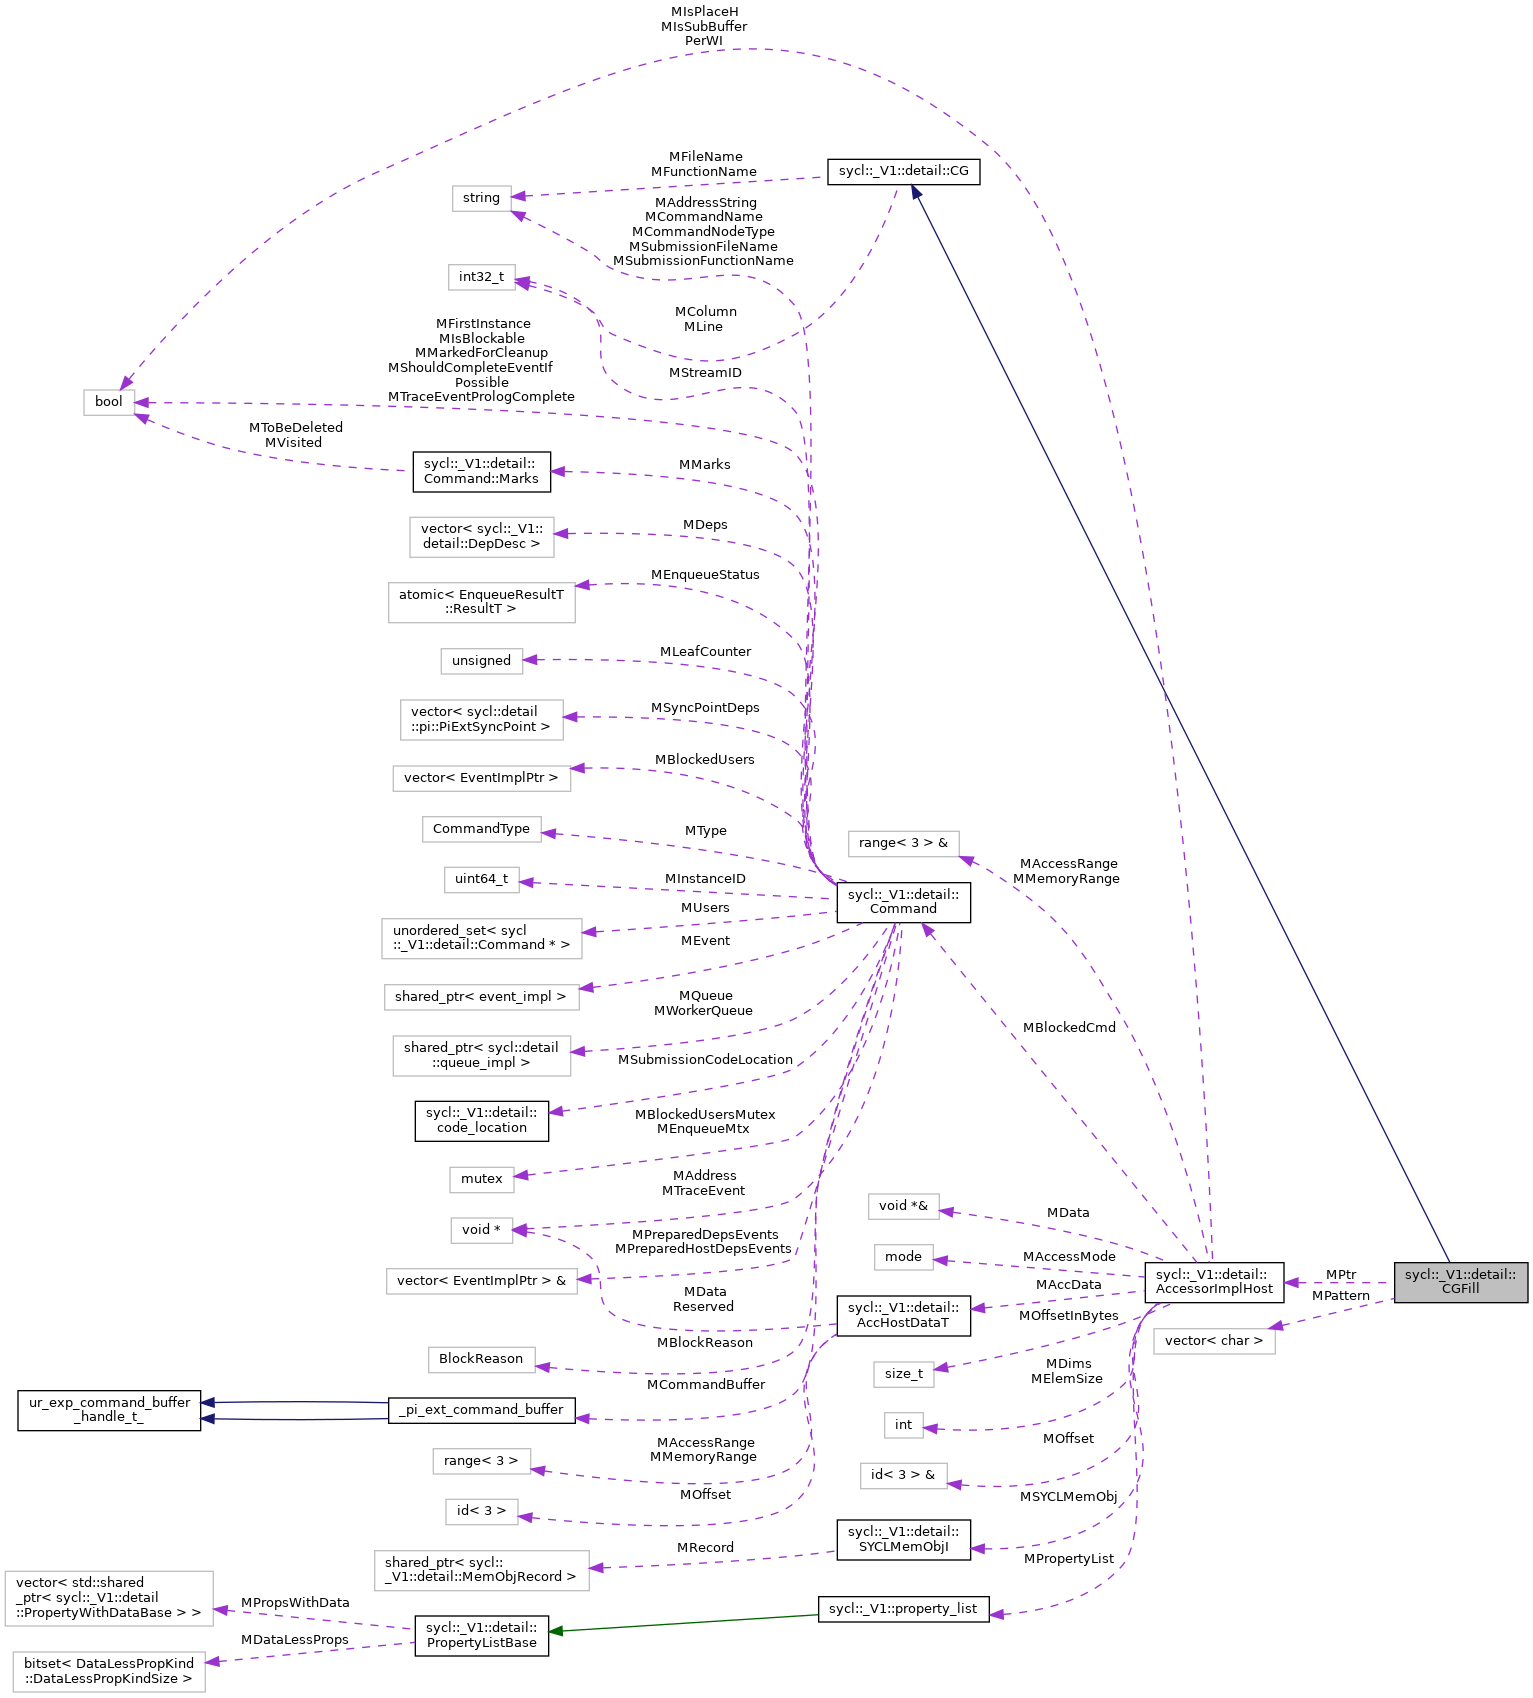 MIsPlaceH
MIsSubBuffer
PerWI
MFileName
MFunctionName
sycl::_V1::detail::CG
string
MAddressString
MCommandName
MCommandNodeType
MSubmissionFileName
MSubmissionFunctionName
int32_t
MColumn
MLine
MFirstInstance
MIsBlockable
MMarkedForCleanup
MShouldCompleteEventIf
Possible
MTraceEventPrologComplete
MStreamID
bool
MToBeDeleted
MVisited
sycl::_V1::detail::
Command::Marks
MMarks
vector< sycl::_V1::
detail::DepDesc >
MDeps
atomic< EnqueueResultT
::ResultT >
MEnqueueStatus
unsigned
MLeafCounter
vector< sycl::detail
::pi::PiExtSyncPoint >
MSyncPointDeps
vector< EventImplPtr >
MBlockedUsers
CommandType
MType
range< 3 > &
MAccessRange
MMemoryRange
uint64_t
MInstanceID
sycl::_V1::detail::
Command
unordered_set< sycl
::_V1::detail::Command * >
MUsers
MEvent
shared_ptr< event_impl >
MQueue
MWorkerQueue
MBlockedCmd
shared_ptr< sycl::detail
::queue_impl >
MSubmissionCodeLocation
sycl::_V1::detail::
code_location
MBlockedUsersMutex
MEnqueueMtx
mutex
MAddress
MTraceEvent
void *&
MData
void *
MPreparedDepsEvents
MPreparedHostDepsEvents
mode
MAccessMode
vector< EventImplPtr > &
sycl::_V1::detail::
AccessorImplHost
MPtr
sycl::_V1::detail::
CGFill
MPattern
MData
Reserved
MAccData
sycl::_V1::detail::
AccHostDataT
MOffsetInBytes
vector< char >
MBlockReason
BlockReason
size_t
MDims
MElemSize
MCommandBuffer
ur_exp_command_buffer
_handle_t_
_pi_ext_command_buffer
int
MOffset
MAccessRange
MMemoryRange
range< 3 >
id< 3 > &
MOffset
id< 3 >
MSYCLMemObj
sycl::_V1::detail::
SYCLMemObjI
MRecord
shared_ptr< sycl::
_V1::detail::MemObjRecord >
MPropertyList
vector< std::shared
_ptr< sycl::_V1::detail
::PropertyWithDataBase > >
MPropsWithData
sycl::_V1::property_list
sycl::_V1::detail::
PropertyListBase
MDataLessProps
bitset< DataLessPropKind
::DataLessPropKindSize >